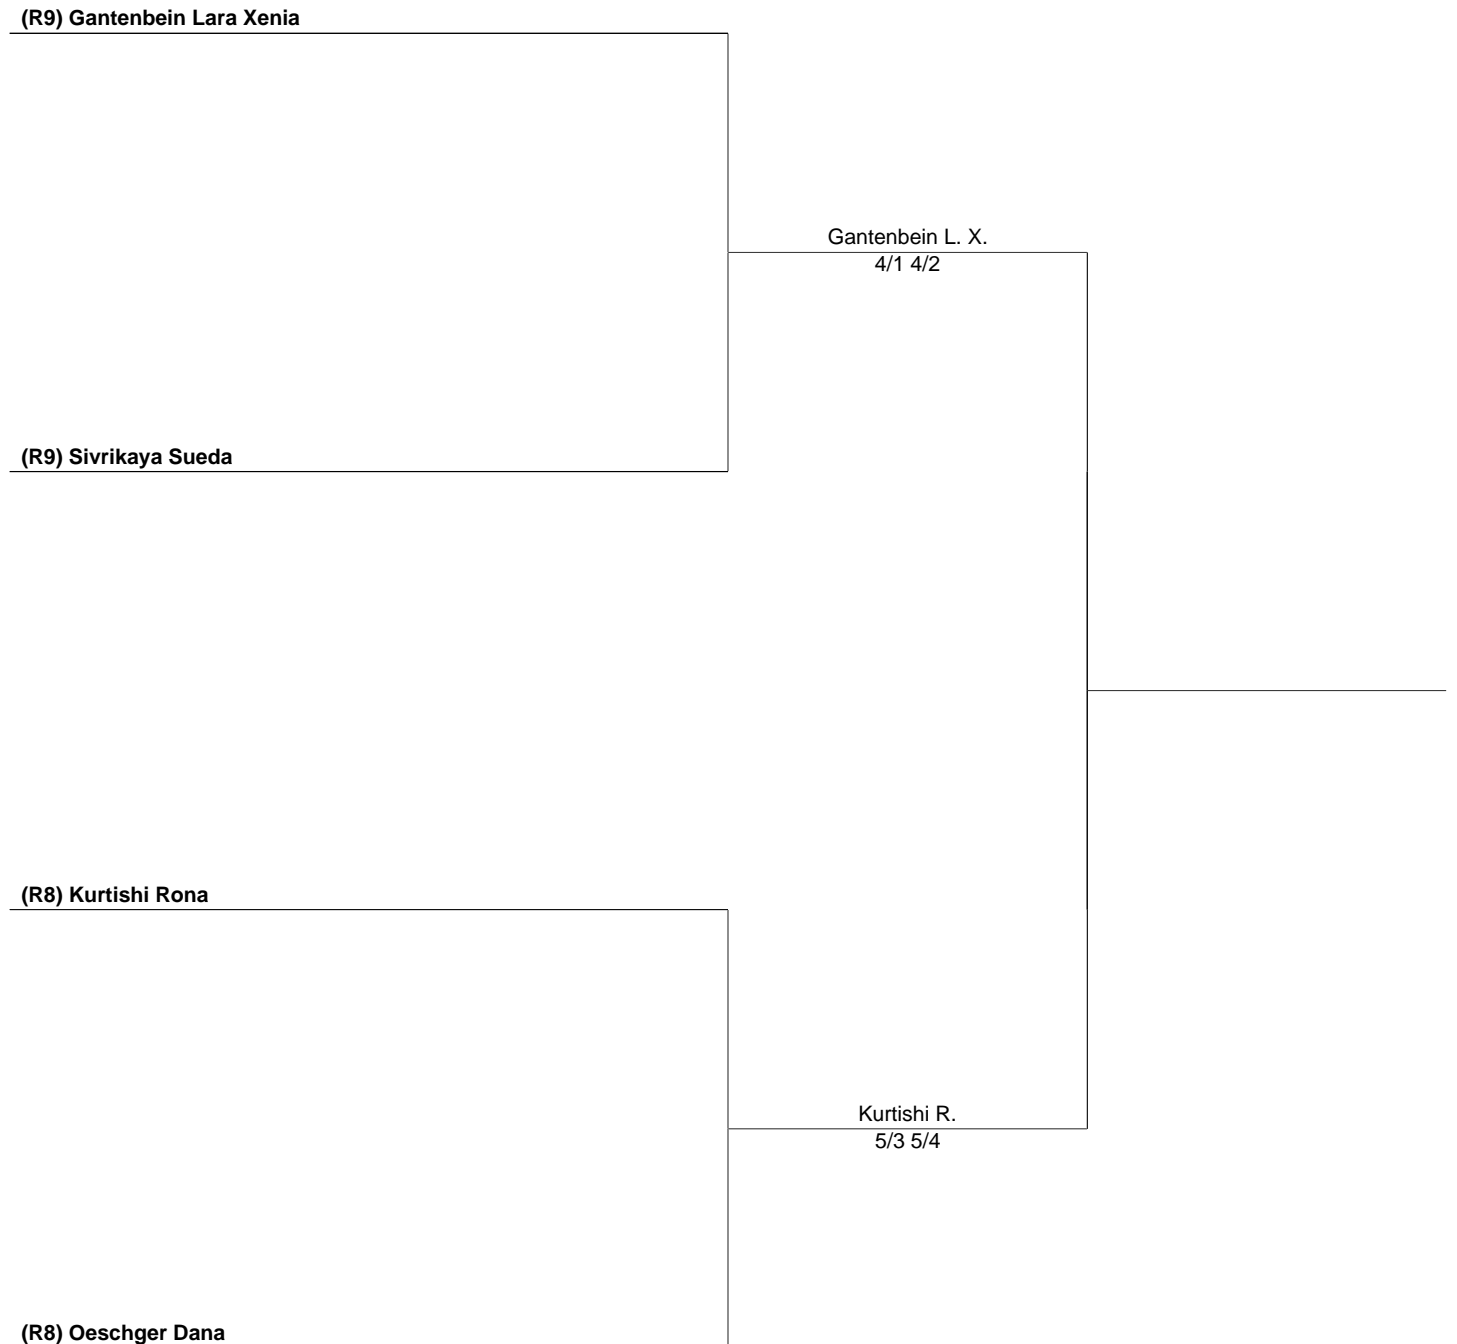 (R9) Gantenbein Lara Xenia
Gantenbein L. X.
4/1 4/2
(R9) Sivrikaya Sueda
(R8) Kurtishi Rona
Kurtishi R.
5/3 5/4
(R8) Oeschger Dana